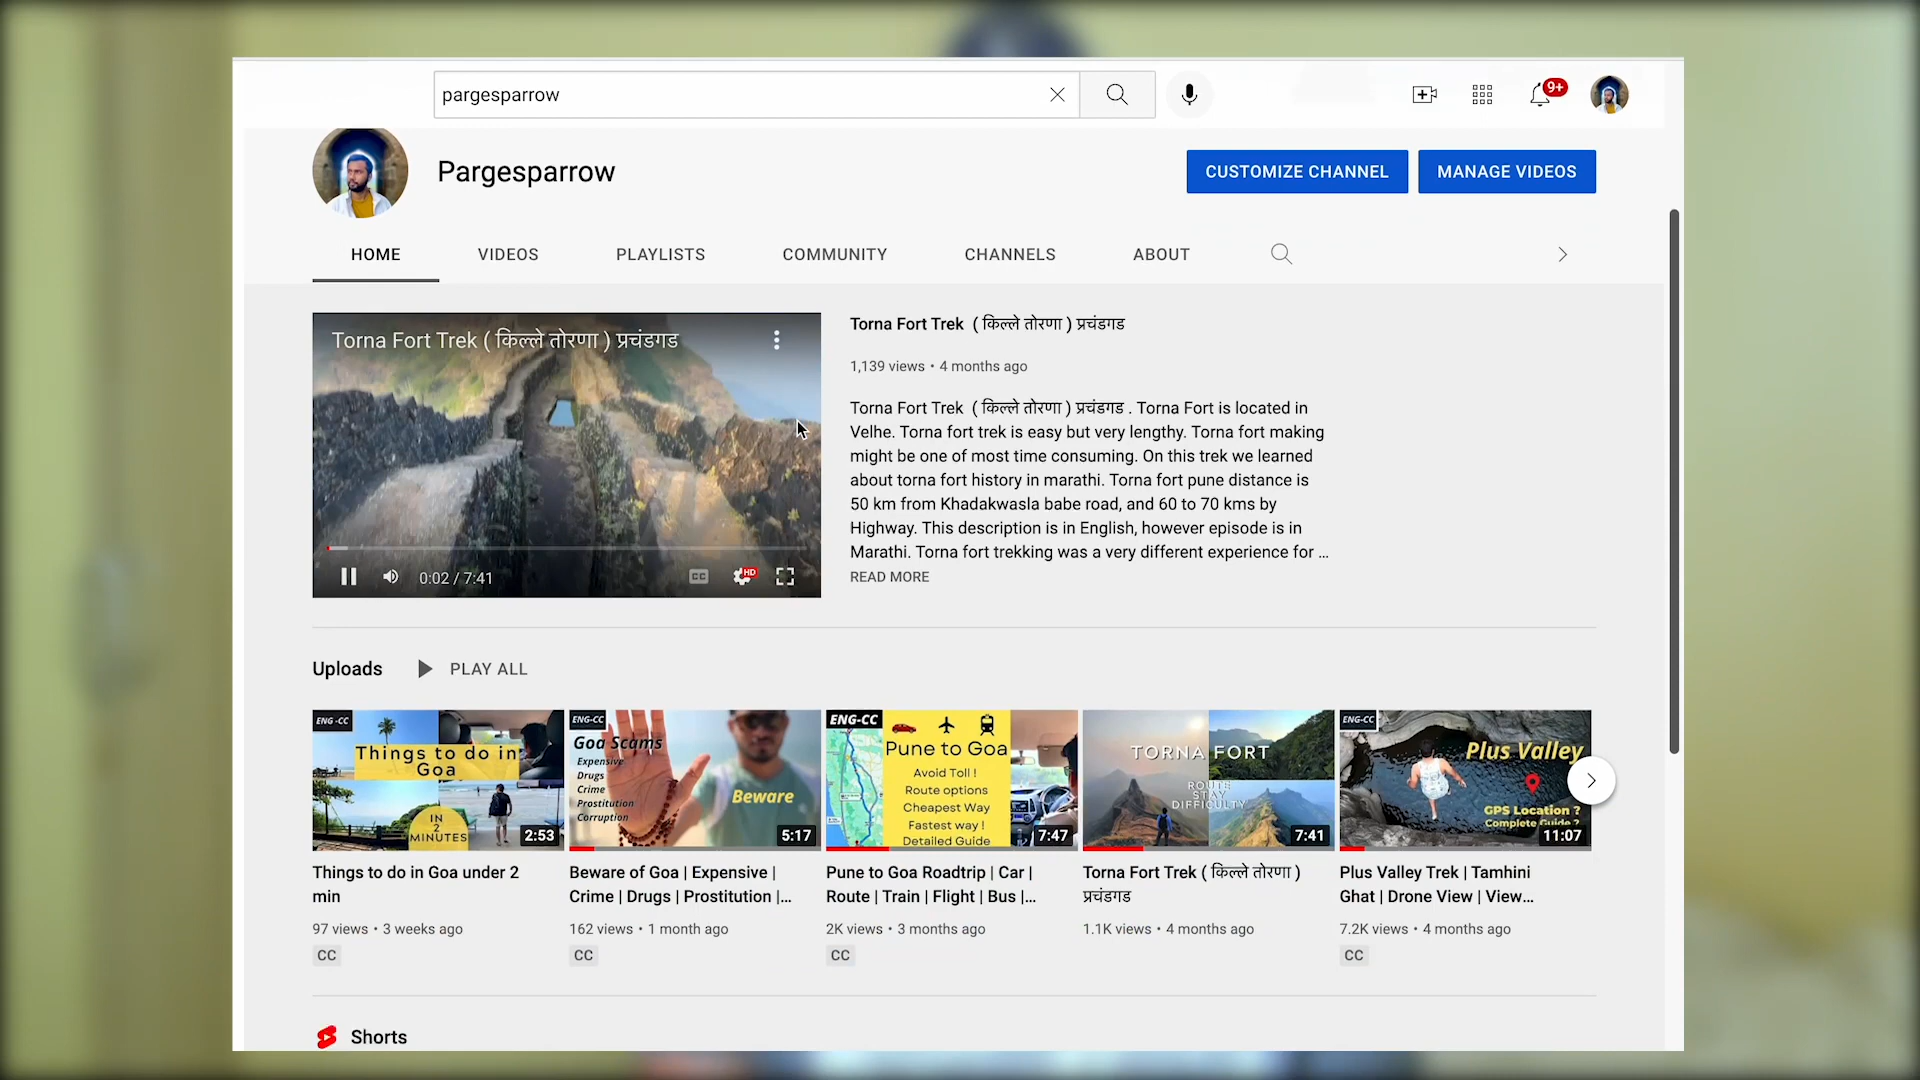 pargesparrow
9+
Pargesparrow
CUSTOMIZE CHANNEL
MANAGE VIDEOS
HOME
VIDEOS
PLAYLISTS
COMMUNITY
CHANNELS
ABOUT
Torna Fort Trek ( किल्ले तोरणा ) प्रचंडगड
0:02 / 7:41
CC
HD
Torna Fort Trek ( किल्ले तोरणा ) प्रचंडगड
1,139 views • 4 months ago
Torna Fort Trek ( किल्ले तोरणा ) प्रचंडगड . Torna Fort is located in
Velhe. Torna fort trek is easy but very lengthy. Torna fort making
might be one of most time consuming. On this trek we learned
about torna fort history in marathi. Torna fort pune distance is
50 km from Khadakwasla babe road, and 60 to 70 kms by
Highway. This description is in English, however episode is in
Marathi. Torna fort trekking was a very different experience for ...
READ MORE
Uploads
PLAY ALL
ENG -CC
Things to do in
Goa
IN
2
MINUTES
2:53
Things to do in Goa under 2
min
97 views • 3 weeks ago
CC
ENG-CC
Goa Scams
Expensive
Drugs
Crime
Prostitution
Corruption
Beware
5:17
Beware of Goa | Expensive |
Crime | Drugs | Prostitution |...
162 views • 1 month ago
CC
ENG-CC
Pune to Goa
Avoid Toll !
Route options
Cheapest Way
Fastest way !
Detailed Guide
7:47
Pune to Goa Roadtrip | Car |
Route | Train | Flight | Bus |...
2K views • 3 months ago
CC
TORNA FORT
ROUTE
STAY
DIFFICULTY
7:41
Torna Fort Trek ( किल्ले तोरणा )
प्रचंडगड
1.1K views • 4 months ago
ENG-CC
Plus Valley
GPS Location ?
Complete Guide ?
11:07
Plus Valley Trek | Tamhini
Ghat | Drone View | View...
7.2K views • 4 months ago
CC
Shorts